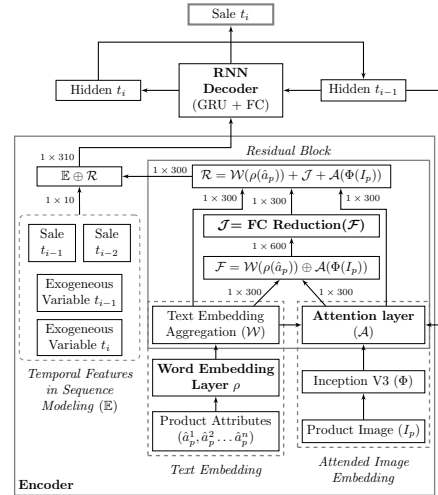 Sale t_i
RNN
Decoder
(GRU + FC)
Hidden t_i
Hidden t_{i−1}
1 × 310
Residual Block
𝔼 ⊕ ℛ
1 × 300
ℛ = 𝒲(ρ(â_p)) + 𝒥 + 𝒜(Φ(I_p))
1 × 10
1 × 300
1 × 300
1 × 300
Sale
t_{i−1}
Sale
t_{i−2}
𝒥= FC Reduction(ℱ)
1 × 600
ℱ = 𝒲(ρ(â_p)) ⊕ 𝒜(Φ(I_p))
Exogeneous
Variable t_{i−1}
1 × 300
1 × 300
Exogeneous
Variable t_i
Text Embedding
Aggregation (𝒲)
Attention layer
(𝒜)
Temporal Features
in Sequence
Modeling (𝔼)
Word Embedding
Layer ρ
Inception V3 (Φ)
Product Attributes
(â_p^1, â_p^2 … â_p^n)
Product Image (I_p)
Text Embedding
Attended Image
Embedding
Encoder